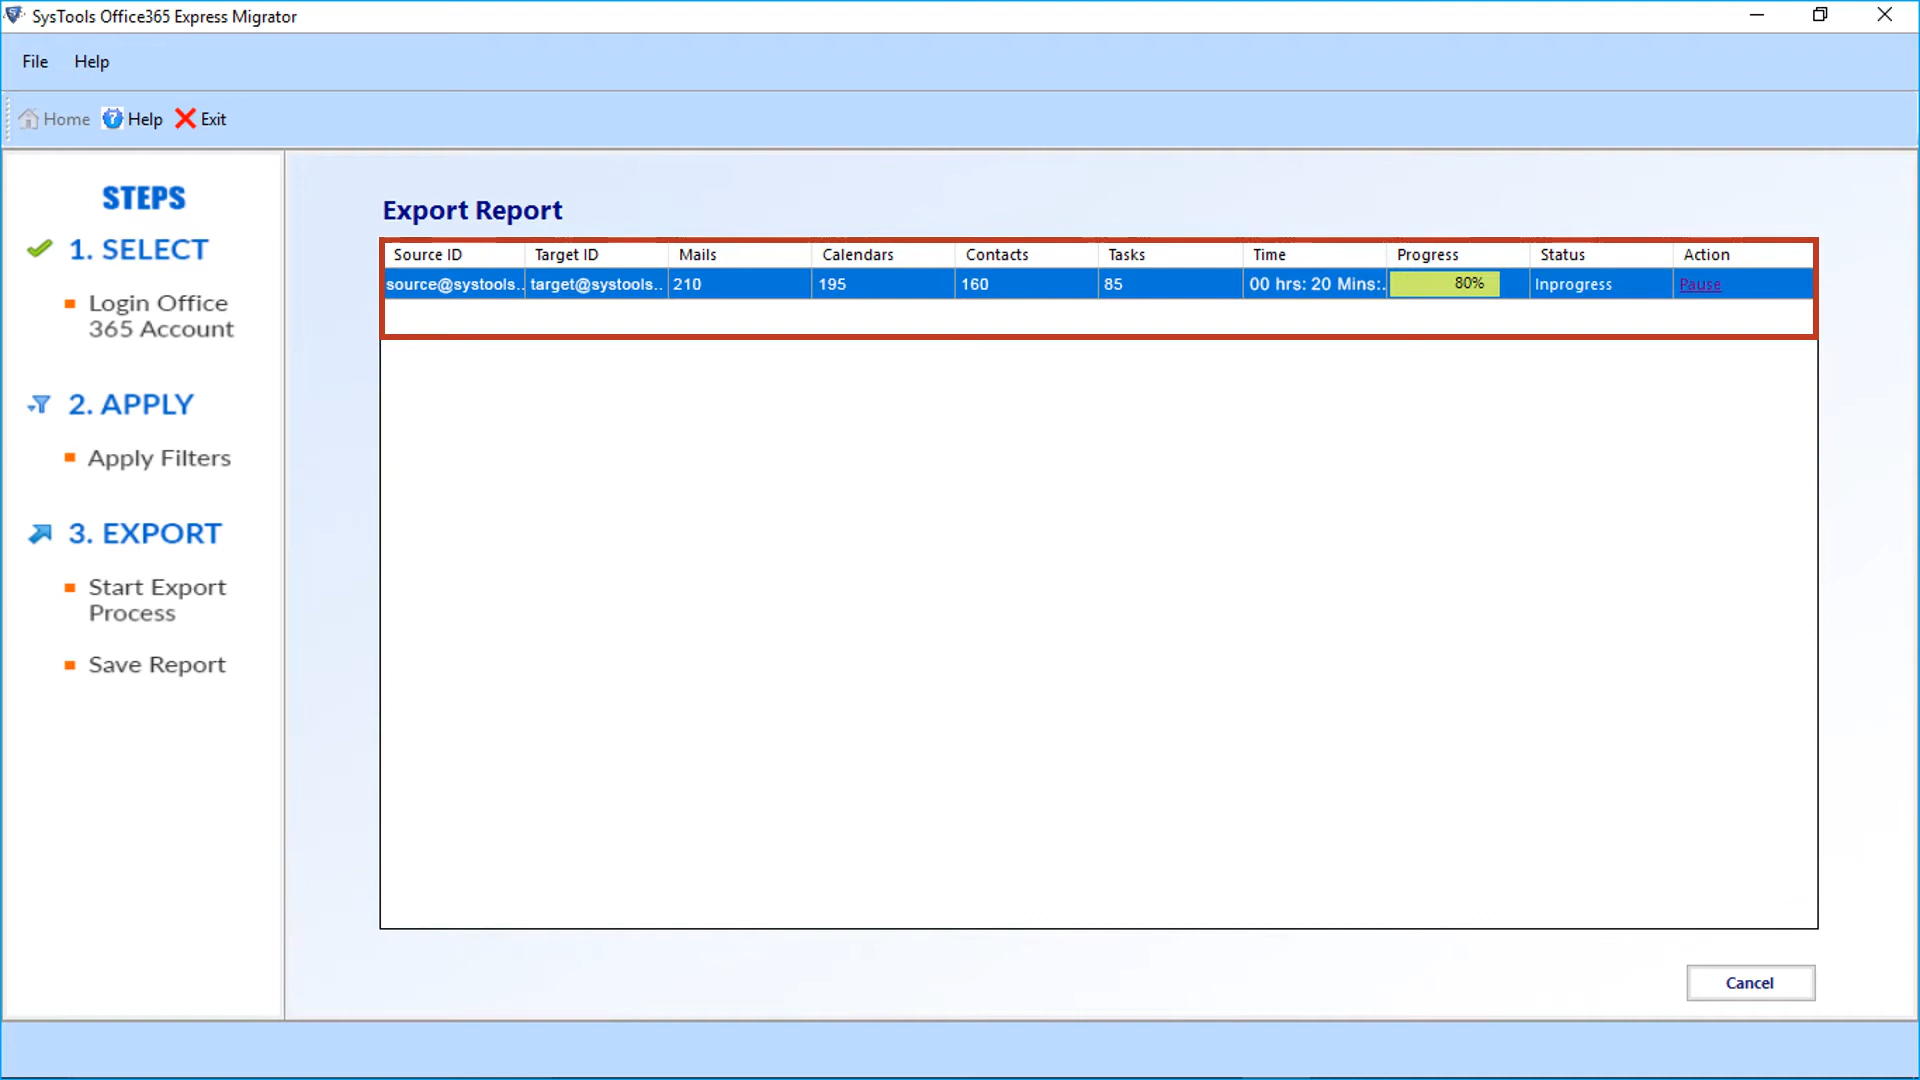 SysTools Office365 Express Migrator
File Help
Home Help Exit
STEPS
1. SELECT
Login Office
365 Account
2. APPLY
Apply Filters
3. EXPORT
Start Export
Process
Save Report
Export Report
Source ID Target ID Mails Calendars Contacts Tasks Time Progress Status Action
source@systools.. target@systools.. 210 195 160 85 00 hrs: 20 Mins:. 80% Inprogress Pause
Cancel